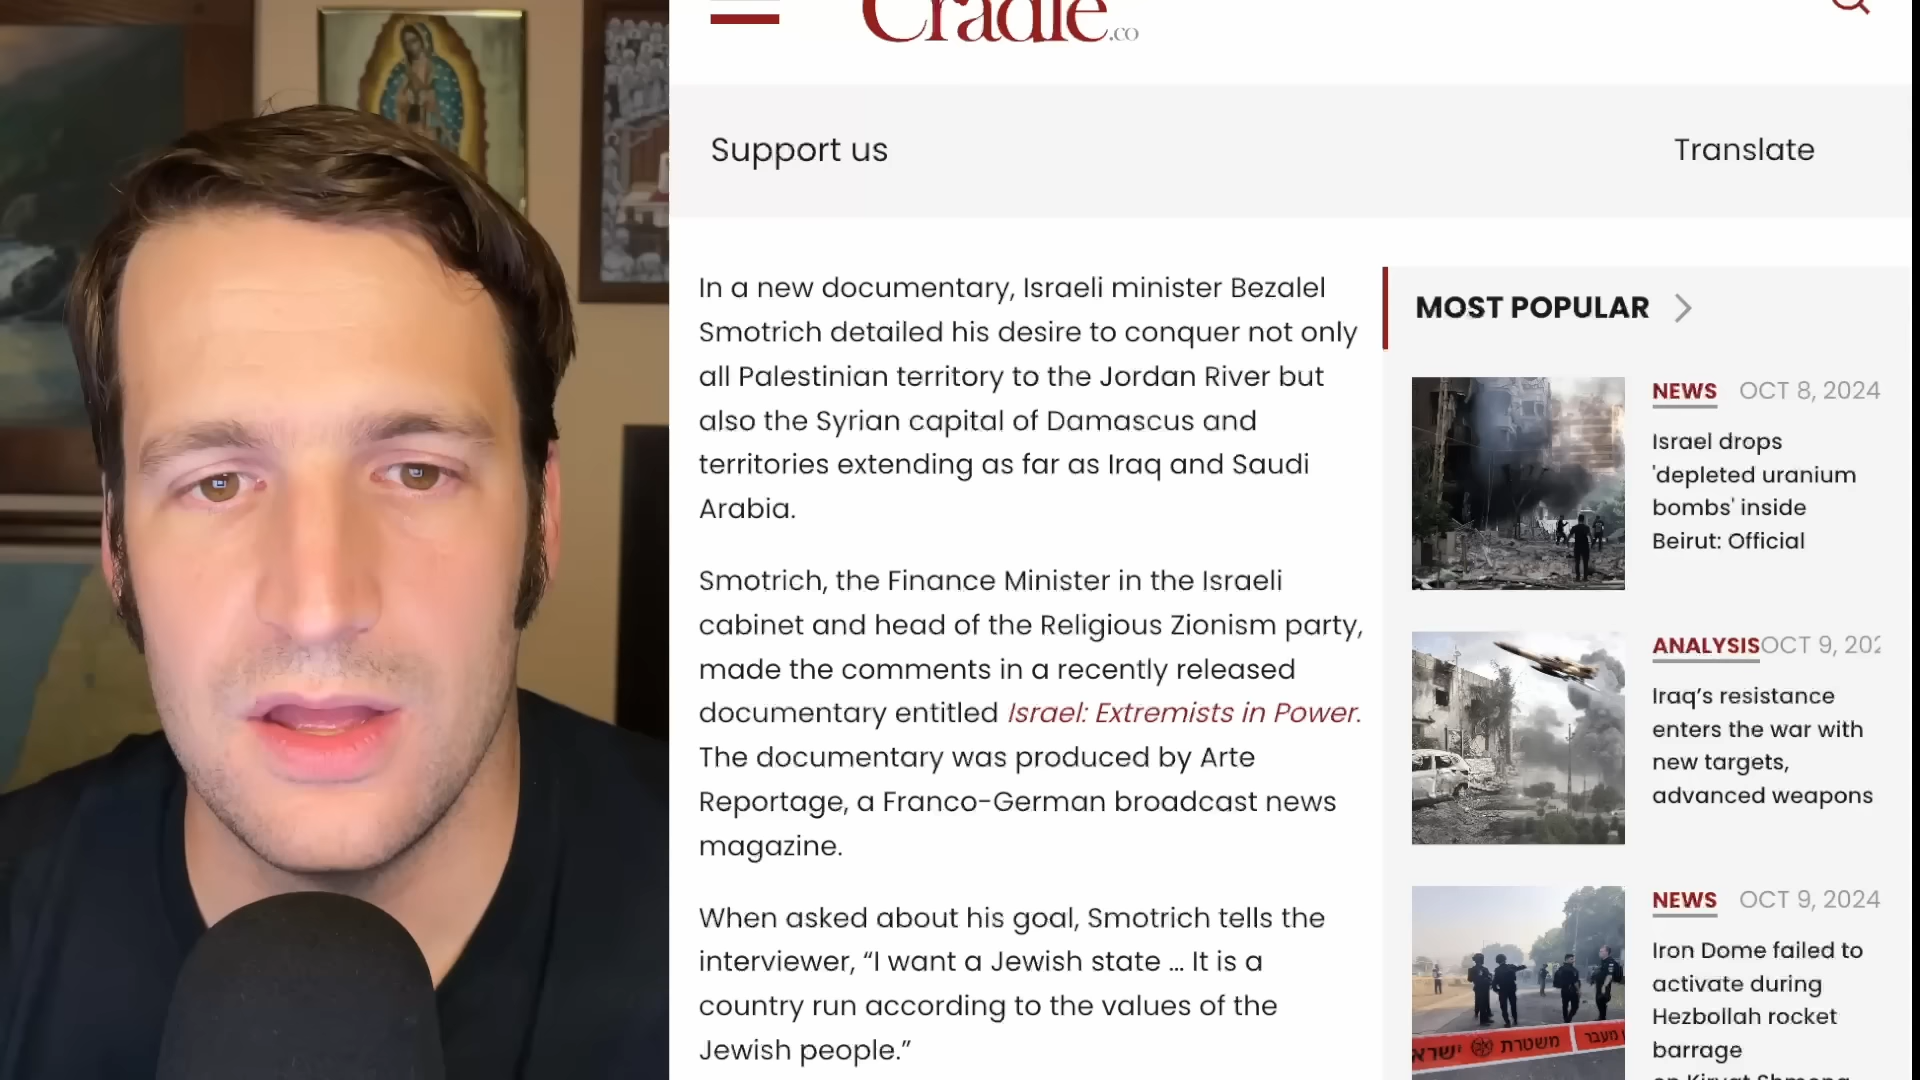 Cradle.co
Support us
Translate
In a new documentary, Israeli minister Bezalel
Smotrich detailed his desire to conquer not only
all Palestinian territory to the Jordan River but
also the Syrian capital of Damascus and
territories extending as far as Iraq and Saudi
Arabia.
Smotrich, the Finance Minister in the Israeli
cabinet and head of the Religious Zionism party,
made the comments in a recently released
documentary entitled Israel: Extremists in Power.
The documentary was produced by Arte
Reportage, a Franco-German broadcast news
magazine.
When asked about his goal, Smotrich tells the
interviewer, “I want a Jewish state ... It is a
country run according to the values of the
Jewish people.”
MOST POPULAR
NEWS OCT 8, 2024
Israel drops
'depleted uranium
bombs' inside
Beirut: Official
ANALYSIS OCT 9, 202
Iraq’s resistance
enters the war with
new targets,
advanced weapons
NEWS OCT 9, 2024
Iron Dome failed to
activate during
Hezbollah rocket
barrage
on Kiryat Shmona
משטרת ישרא
מעבר